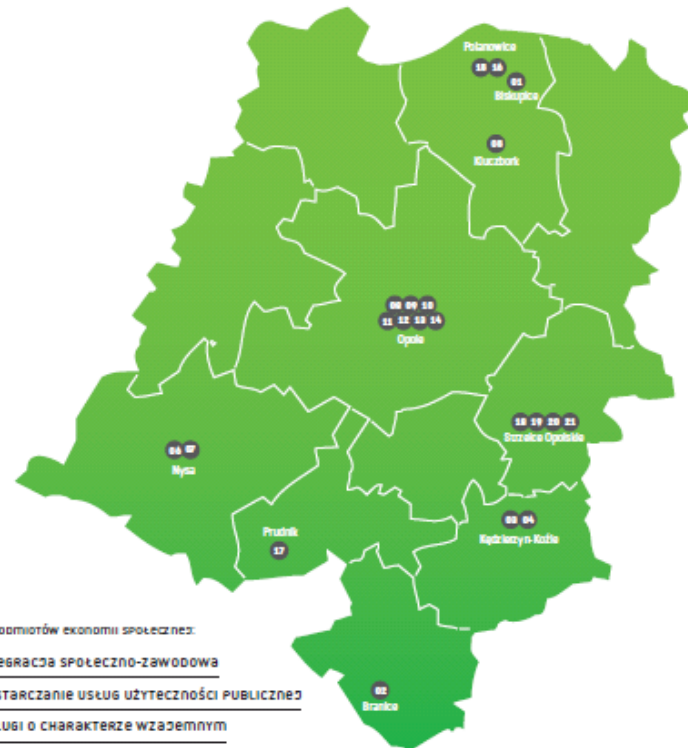 Polanowice
15 16
01
Biskupice
Kluczbork
08 09 10
11 12 13 14
Opole
18 19 20 21
Strzelce Opolskie
06 07
Nysa
03 04
Kędzierzyn-Koźle
Prudnik
17
ODMIOTÓW EKONOMII SPOŁECZNEJ:
EGRACJA SPOŁECZNO-ZAWODOWA
02
STARCZANIE USŁUG UŻYTECZNOŚCI PUBLICZNEJ
Branice
ŁUGI O CHARAKTERZE WZAJEMNYM